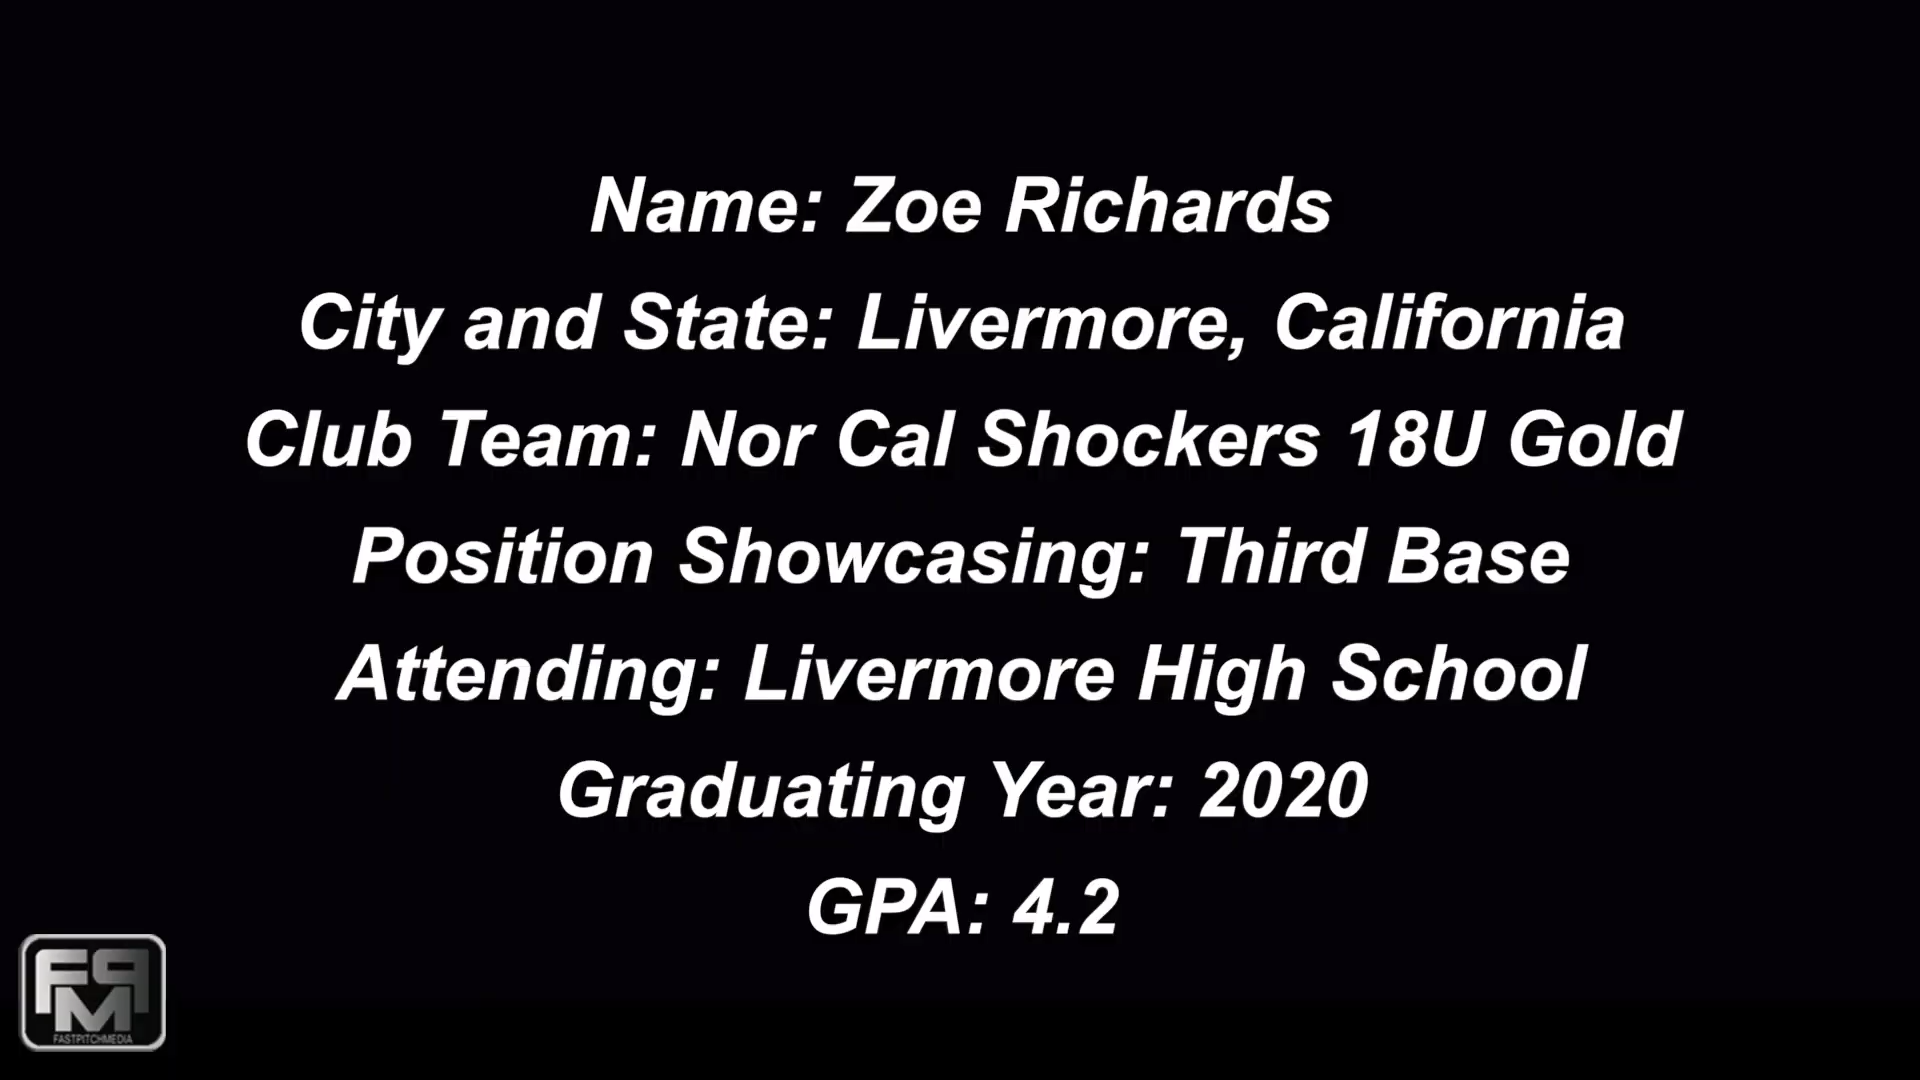 Name: Zoe Richards
City and State: Livermore, California
Club Team: Nor Cal Shockers 18U Gold
Position Showcasing: Third Base
Attending: Livermore High School
Graduating Year: 2020
GPA: 4.2
FPM
FASTPITCHMEDIA